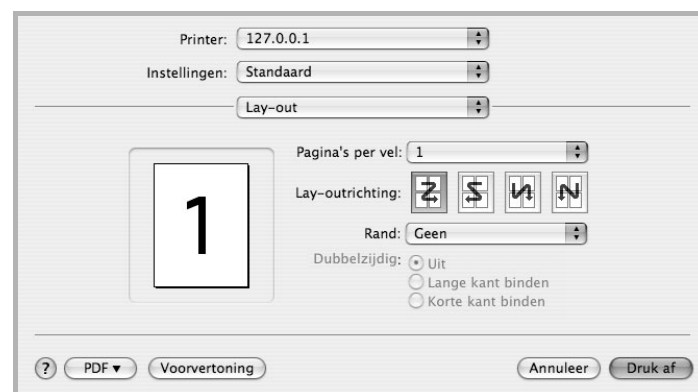 Printer: 127.0.0.1
Instellingen: Standaard
Lay-out
Pagina's per vel: 1
1
Lay-outrichting:
Rand: Geen
Dubbelzijdig: Uit
Lange kant binden
Korte kant binden
? PDF ▼ Voorvertoning Annuleer Druk af